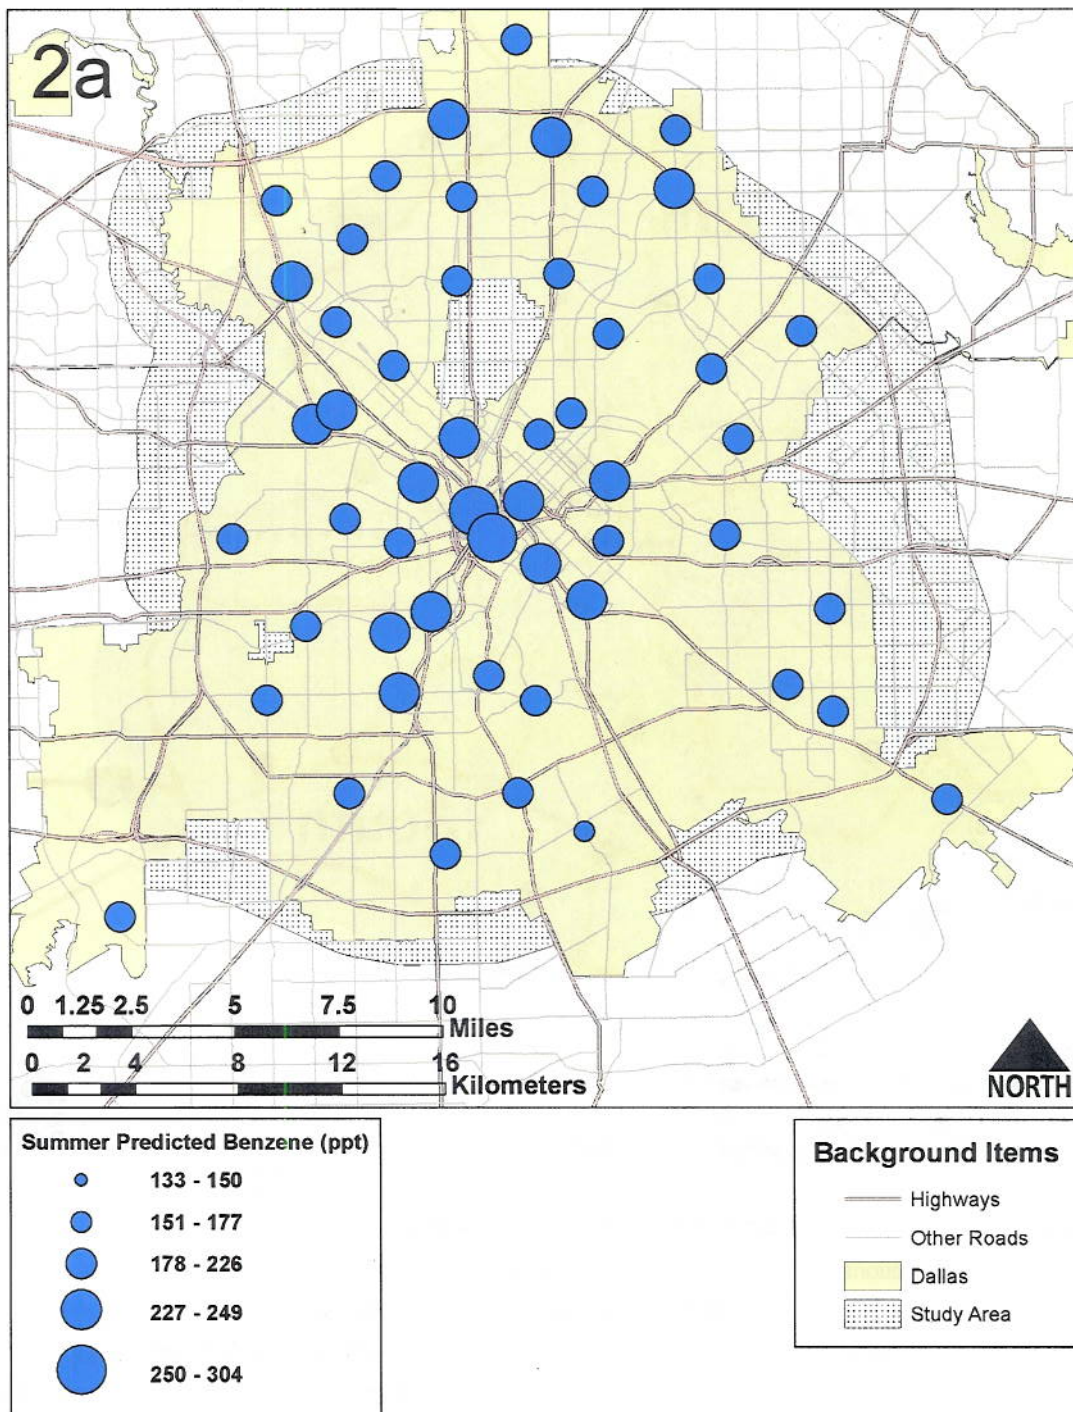 2a
0 1.25 2.5 5 7.5 10
Miles
0 2 4 8 12 16
Kilometers
NORTH
Summer Predicted Benzene (ppt)
133 - 150
151 - 177
178 - 226
227 - 249
250 - 304
Background Items
Highways
Other Roads
Dallas
Study Area